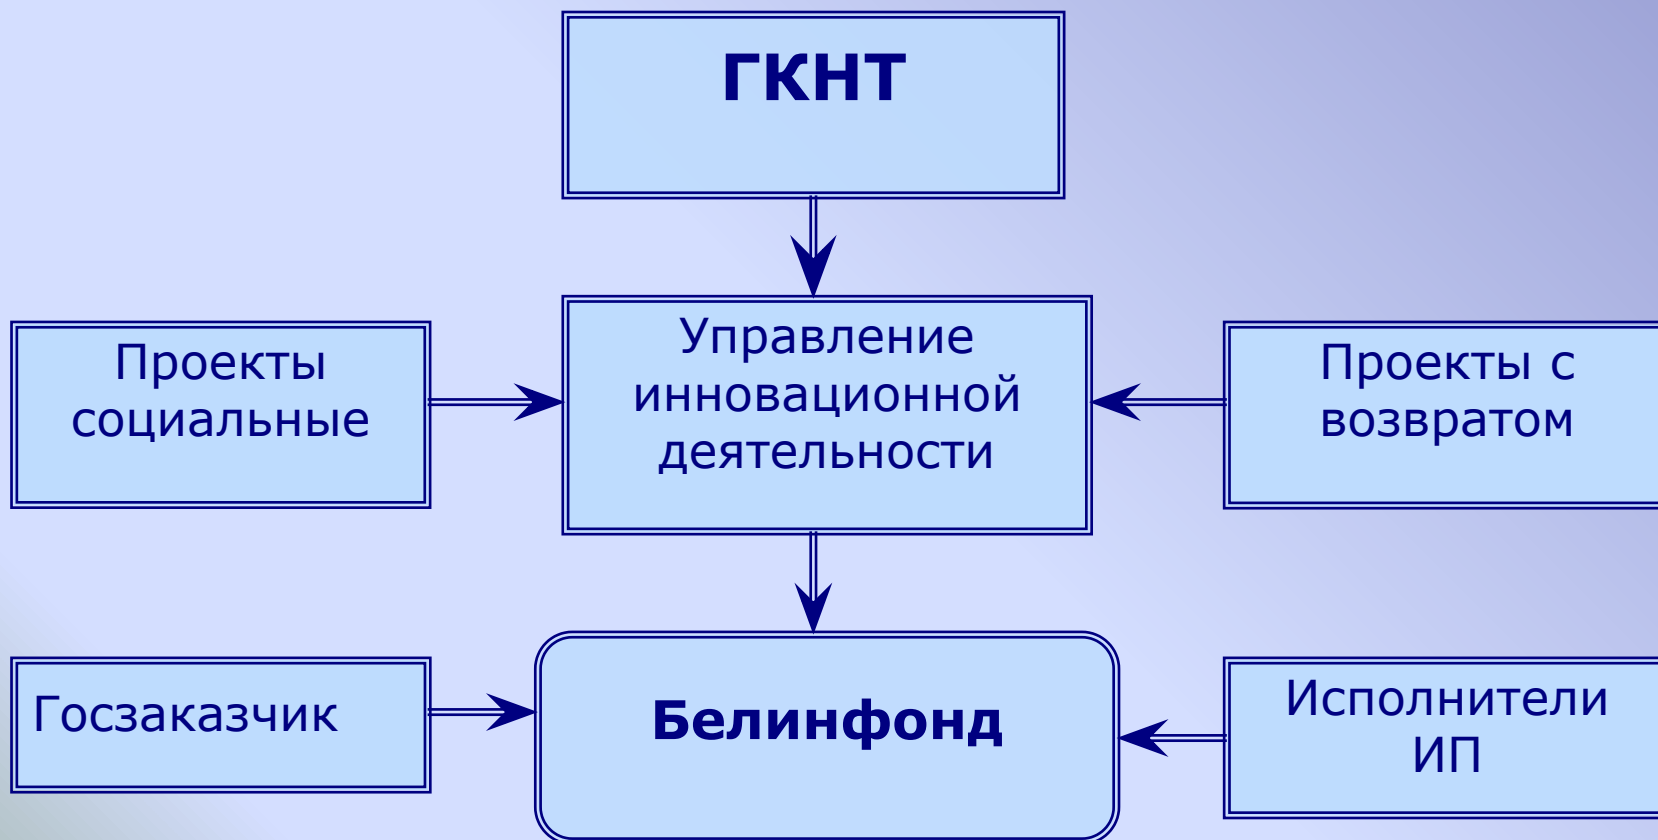 ГКНТ
Проекты
социальные
Управление
инновационной
деятельности
Проекты с
возвратом
Госзаказчик
Белинфонд
Исполнители
ИП